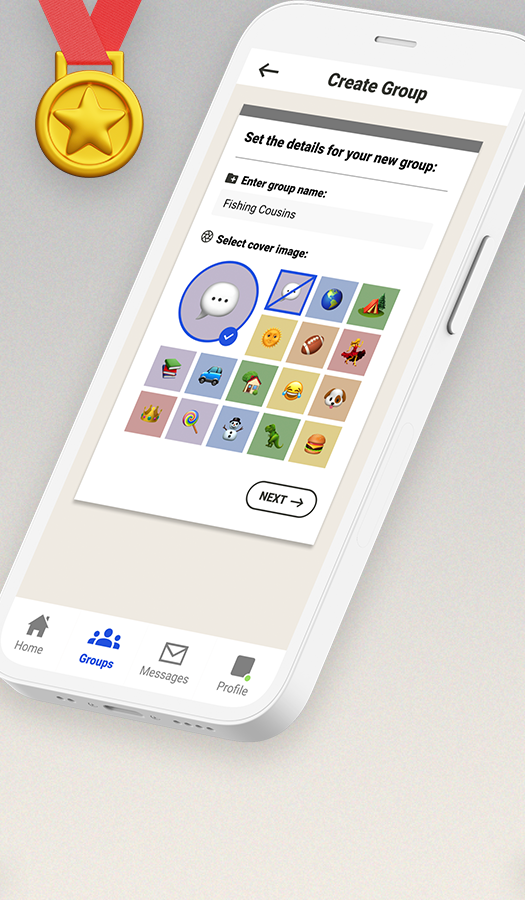 Create Group
Set the details for your new group:
Enter group name:
Fishing Cousins
Select cover image:
NEXT
Home
Groups
Messages
Profile